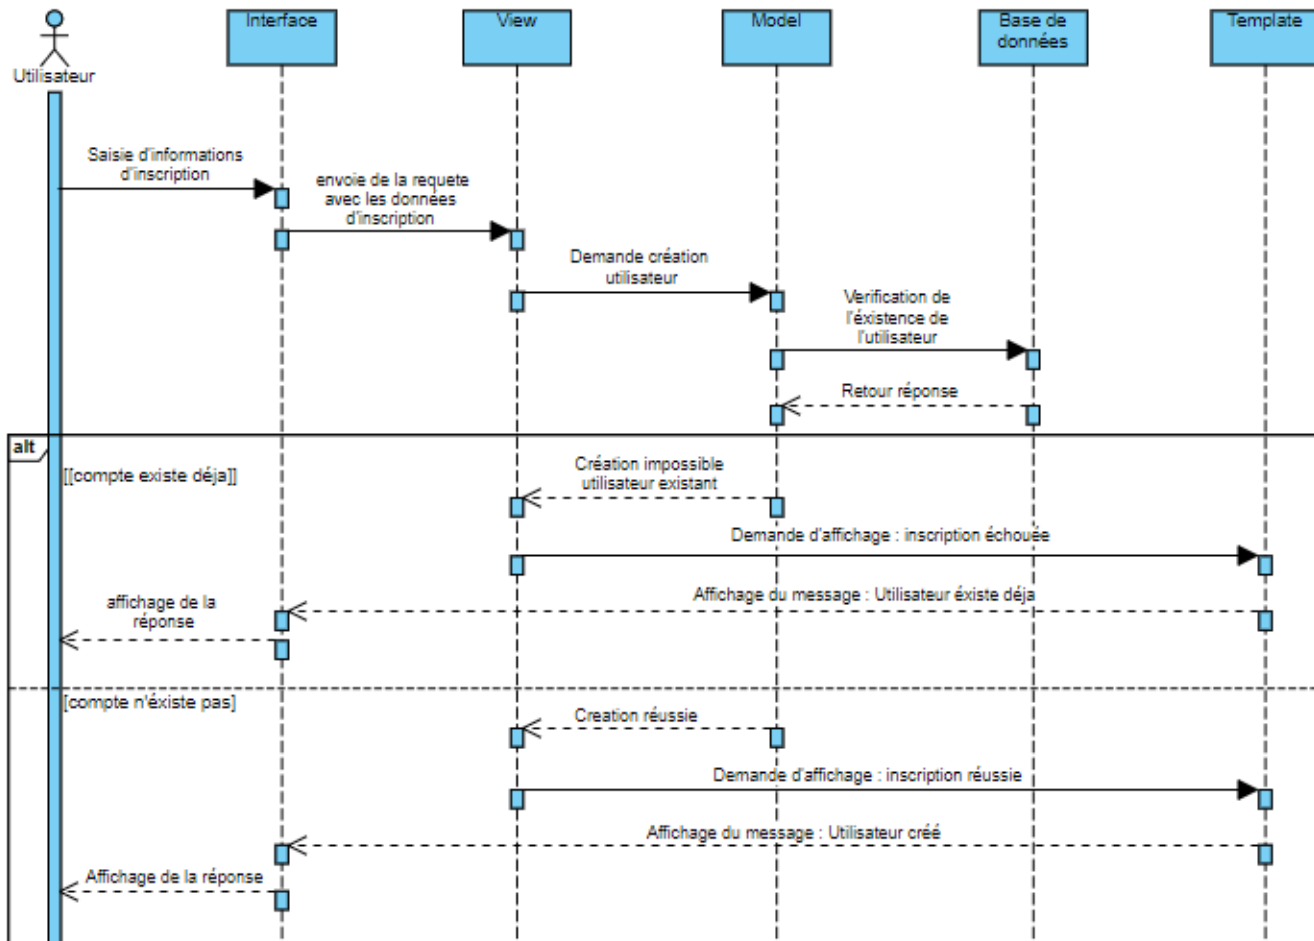 Interface
View
Model
Base de
données
Template
Utilisateur
Saisie d'informations
d'inscription
envoie de la requete
avec les données
d'inscription
Demande création
utilisateur
Verification de
l'éxistence de
l'utilisateur
Retour réponse
alt
[[compte existe déja]]
Création impossible
utilisateur existant
Demande d'affichage : inscription échouée
Affichage du message : Utilisateur éxiste déja
affichage de la
réponse
[compte n'éxiste pas]
Creation réussie
Demande d'affichage : inscription réussie
Affichage du message : Utilisateur créé
Affichage de la réponse